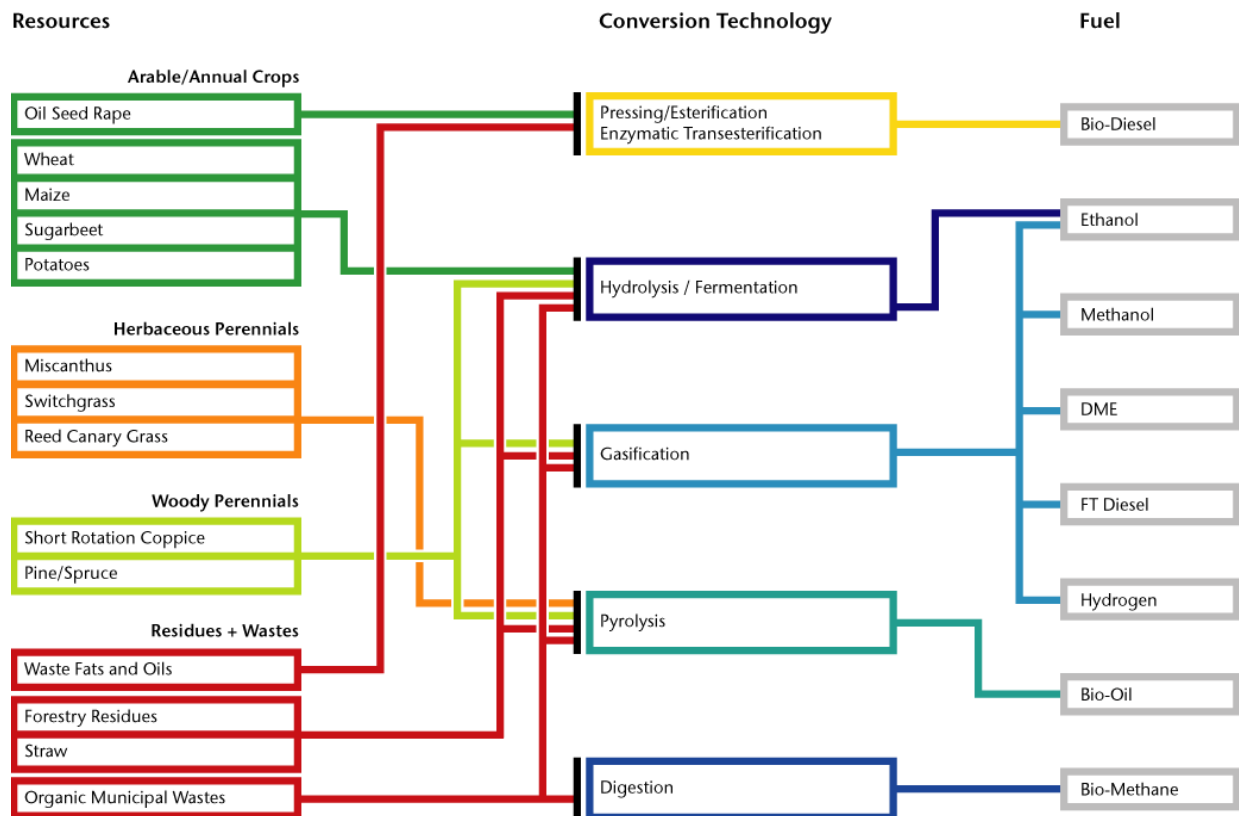 Resources
Conversion Technology
Fuel
Arable/Annual Crops
Oil Seed Rape
Wheat
Maize
Sugarbeet
Potatoes
Herbaceous Perennials
Miscanthus
Switchgrass
Reed Canary Grass
Woody Perennials
Short Rotation Coppice
Pine/Spruce
Residues + Wastes
Waste Fats and Oils
Forestry Residues
Straw
Organic Municipal Wastes
Pressing/Esterification
Enzymatic Transesterification
Hydrolysis / Fermentation
Gasification
Pyrolysis
Digestion
Bio-Diesel
Ethanol
Methanol
DME
FT Diesel
Hydrogen
Bio-Oil
Bio-Methane